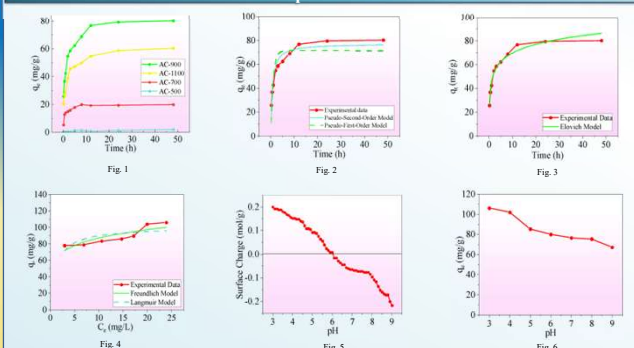 80
60
40
20
0
qt (mg/g)
AC-900
AC-1100
AC-700
AC-500
0 10 20 30 40 50
Time (h)
Fig. 1
100
80
60
40
20
0
qt (mg/g)
Experimental data
Pseudo-Second-Order Model
Pseudo-First-Order Model
0 10 20 30 40 50
Time (h)
Fig. 2
100
80
60
40
20
0
qt (mg/g)
Experimental Data
Elovich Model
0 10 20 30 40 50
Time (h)
Fig. 3
140
120
100
80
60
40
20
0
qe (mg/g)
Experimental Data
Freundlich Model
Langmuir Model
0 5 10 15 20 25
Ce (mg/L)
Fig. 4
0.2
0.1
0.0
-0.1
-0.2
Surface Charge (mol/g)
3 4 5 6 7 8 9
pH
Fig. 5
120
100
80
60
40
20
0
qe (mg/g)
3 4 5 6 7 8 9
pH
Fig. 6